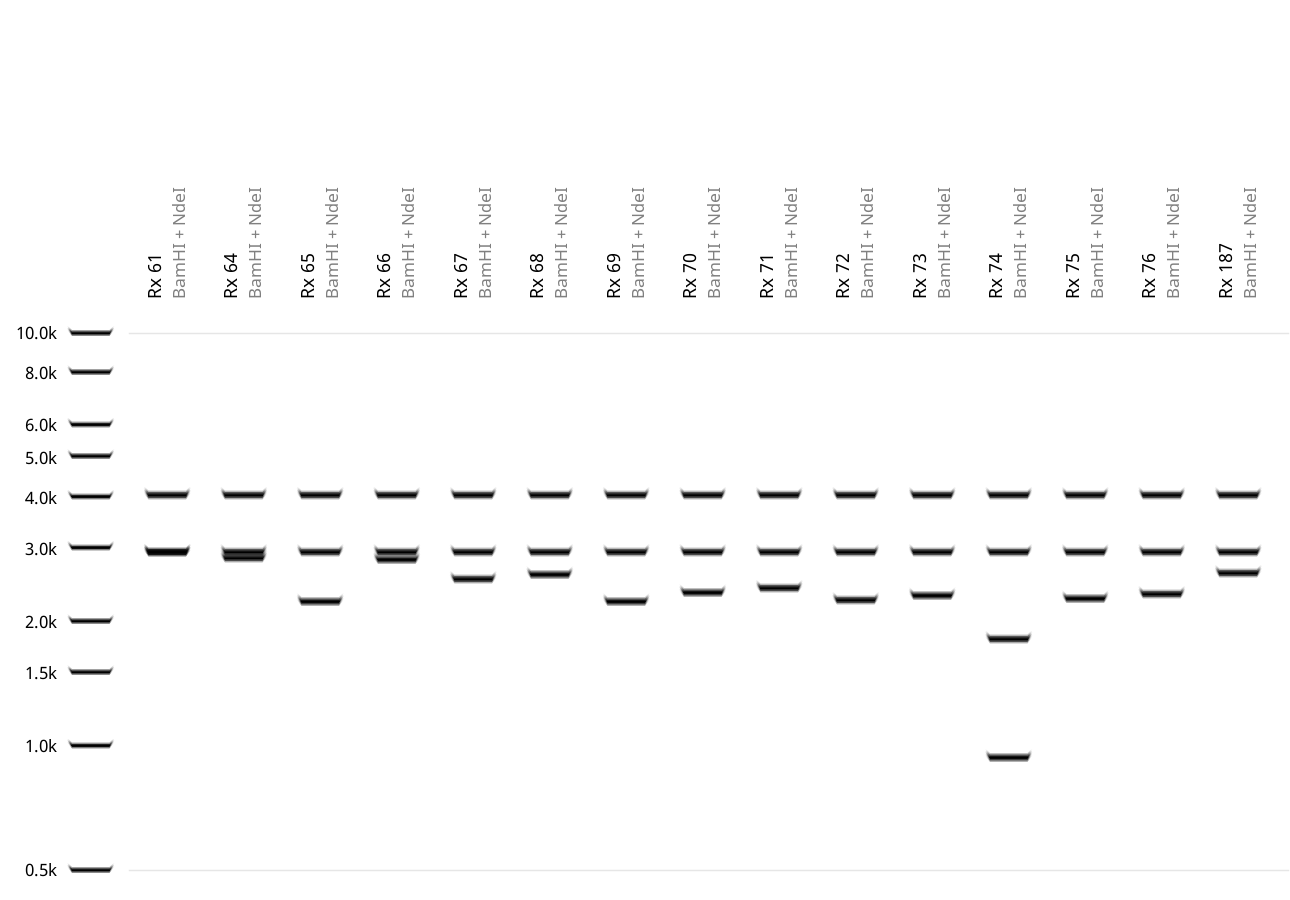 Rx 61
BamHI + NdeI
Rx 64
BamHI + NdeI
Rx 65
BamHI + NdeI
Rx 66
BamHI + NdeI
Rx 67
BamHI + NdeI
Rx 68
BamHI + NdeI
Rx 69
BamHI + NdeI
Rx 70
BamHI + NdeI
Rx 71
BamHI + NdeI
Rx 72
BamHI + NdeI
Rx 73
BamHI + NdeI
Rx 74
BamHI + NdeI
Rx 75
BamHI + NdeI
Rx 76
BamHI + NdeI
Rx 187
BamHI + NdeI
10.0k
8.0k
6.0k
5.0k
4.0k
3.0k
2.0k
1.5k
1.0k
0.5k